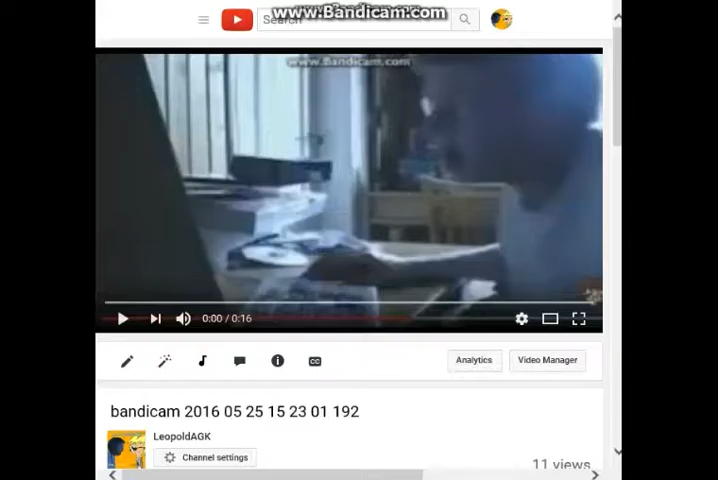 www.Bandicam.com
Search
www.Bandicam.com
0:00 / 0:16
CC
Analytics
Video Manager
bandicam 2016 05 25 15 23 01 192
LeopoldAGK
Channel settings
11 views